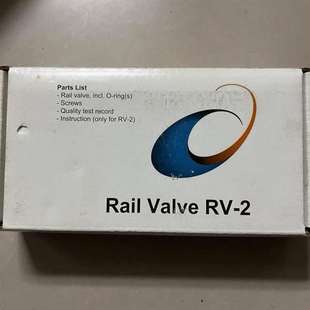 Parts List
- Rail valve, incl. O-ring(s)
- Screws
- Quality test record
- Instruction (only for RV-2)
Rail Valve RV-2